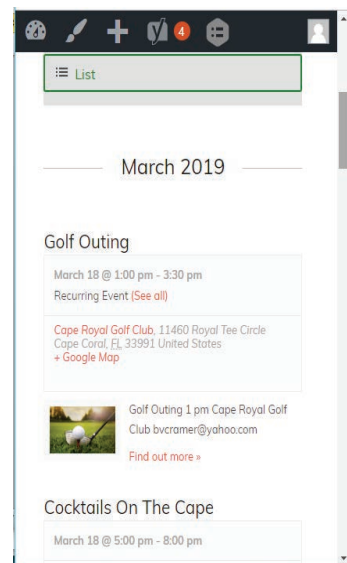 4
List
March 2019
Golf Outing
March 18 @ 1:00 pm - 3:30 pm
Recurring Event (See all)
Cape Royal Golf Club, 11460 Royal Tee Circle
Cape Coral, FL 33991 United States
+ Google Map
Golf Outing 1 pm Cape Royal Golf
Club bvcramer@yahoo.com
Find out more »
Cocktails On The Cape
March 18 @ 5:00 pm - 8:00 pm